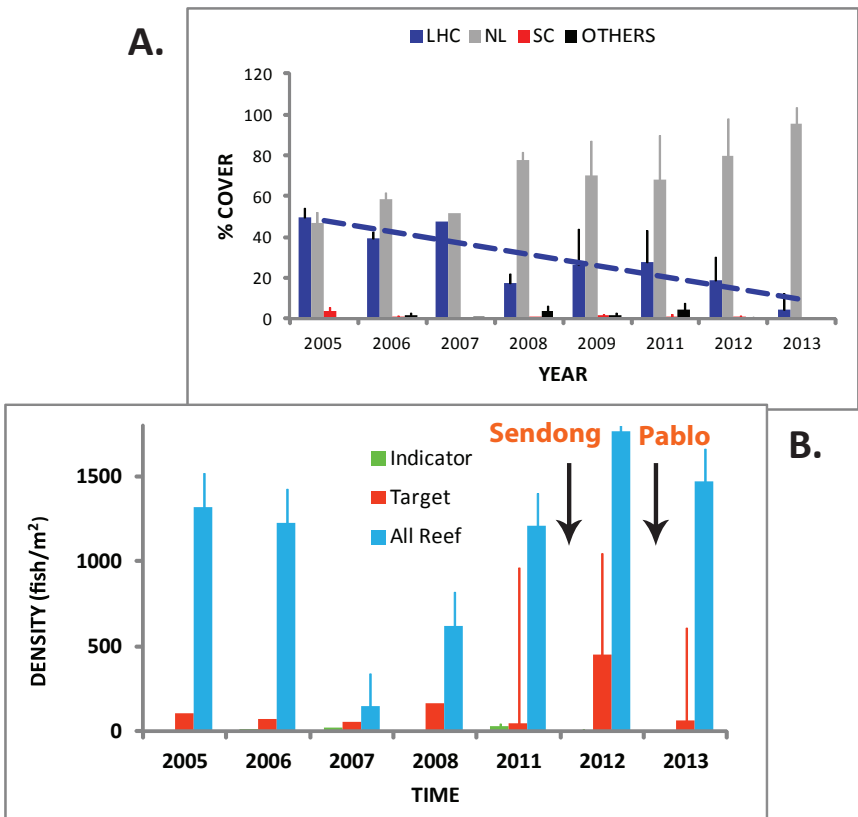 A.
LHC NL SC OTHERS
120
100
80
60
40
20
0
% COVER
2005 2006 2007 2008 2009 2011 2012 2013
YEAR
B.
Sendong Pablo
Indicator
Target
All Reef
1500
1000
500
0
DENSITY (fish/m²)
2005 2006 2007 2008 2011 2012 2013
TIME